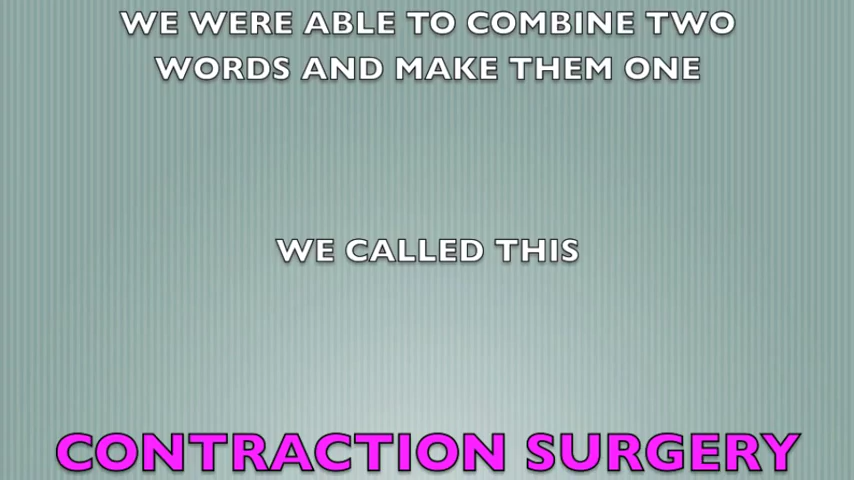 WE WERE ABLE TO COMBINE TWO
WORDS AND MAKE THEM ONE
WE CALLED THIS
CONTRACTION SURGERY